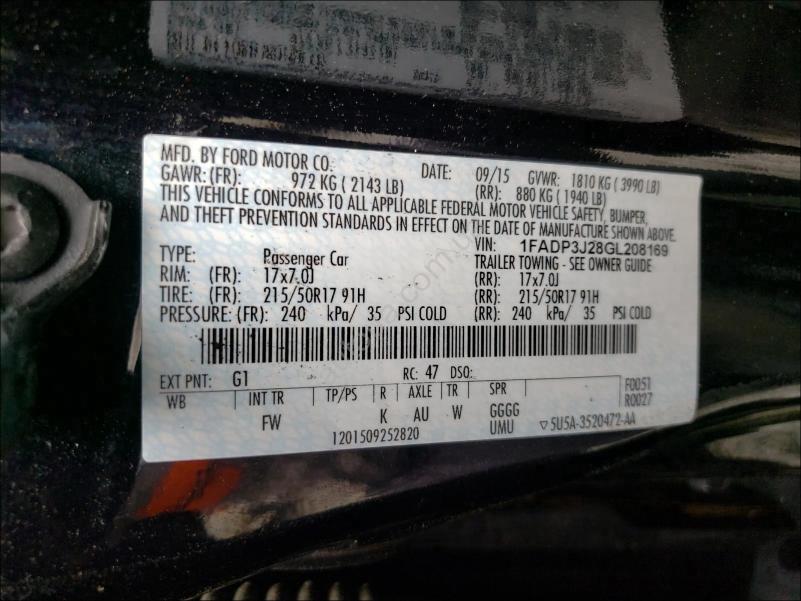 MFD. BY FORD MOTOR CO. DATE: 09/15 GVWR: 1810 KG ( 3990 LB)
GAWR: (FR): 972 KG ( 2143 LB) (RR): 880 KG ( 1940 LB)
THIS VEHICLE CONFORMS TO ALL APPLICABLE FEDERAL MOTOR VEHICLE SAFETY, BUMPER,
AND THEFT PREVENTION STANDARDS IN EFFECT ON THE DATE OF MANUFACTURE SHOWN ABOVE.
VIN: 1FADP3J28GL208169
TYPE: Passenger Car TRAILER TOWING - SEE OWNER GUIDE
RIM: (FR): 17x7.0J (RR): 17x7.0J
TIRE: (FR): 215/50R17 91H (RR): 215/50R17 91H
PRESSURE: (FR): 240 kPa/ 35 PSI COLD (RR): 240 kPa/ 35 PSI COLD
EXT PNT: G1 RC: 47 DSO: F0051
R0027
WB INT TR TP/PS R AXLE TR SPR
FW K AU W GGGG
UMU
1201509252820 ▽ 5U5A-3520472-AA